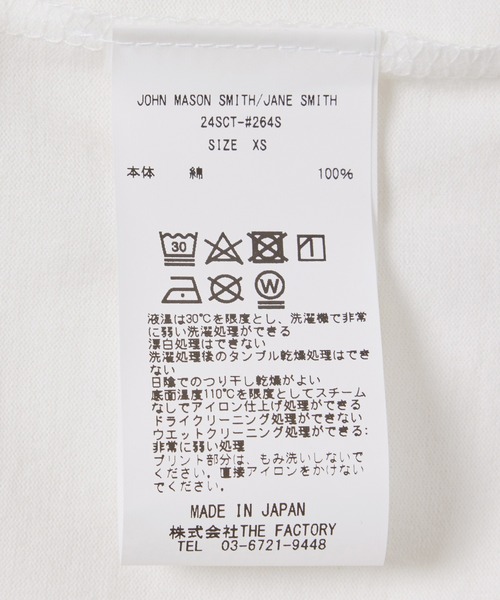 JOHN MASON SMITH/JANE SMITH
24SCT-#264S
SIZE XS
本体 綿 100%
30
W
液温は30℃を限度とし、洗濯機で非常
に弱い洗濯処理ができる
漂白処理はできない
洗濯処理後のタンブル乾燥処理はでき
ない
日陰でのつり干し乾燥がよい
底面温度110℃を限度としてスチーム
なしでアイロン仕上げ処理ができる
ドライクリーニング処理ができない
ウエットクリーニング処理ができる:
非常に弱い処理
プリント部分は、もみ洗いしないで
ください。直接アイロンをかけない
でください。
MADE IN JAPAN
株式会社THE FACTORY
TEL 03-6721-9448